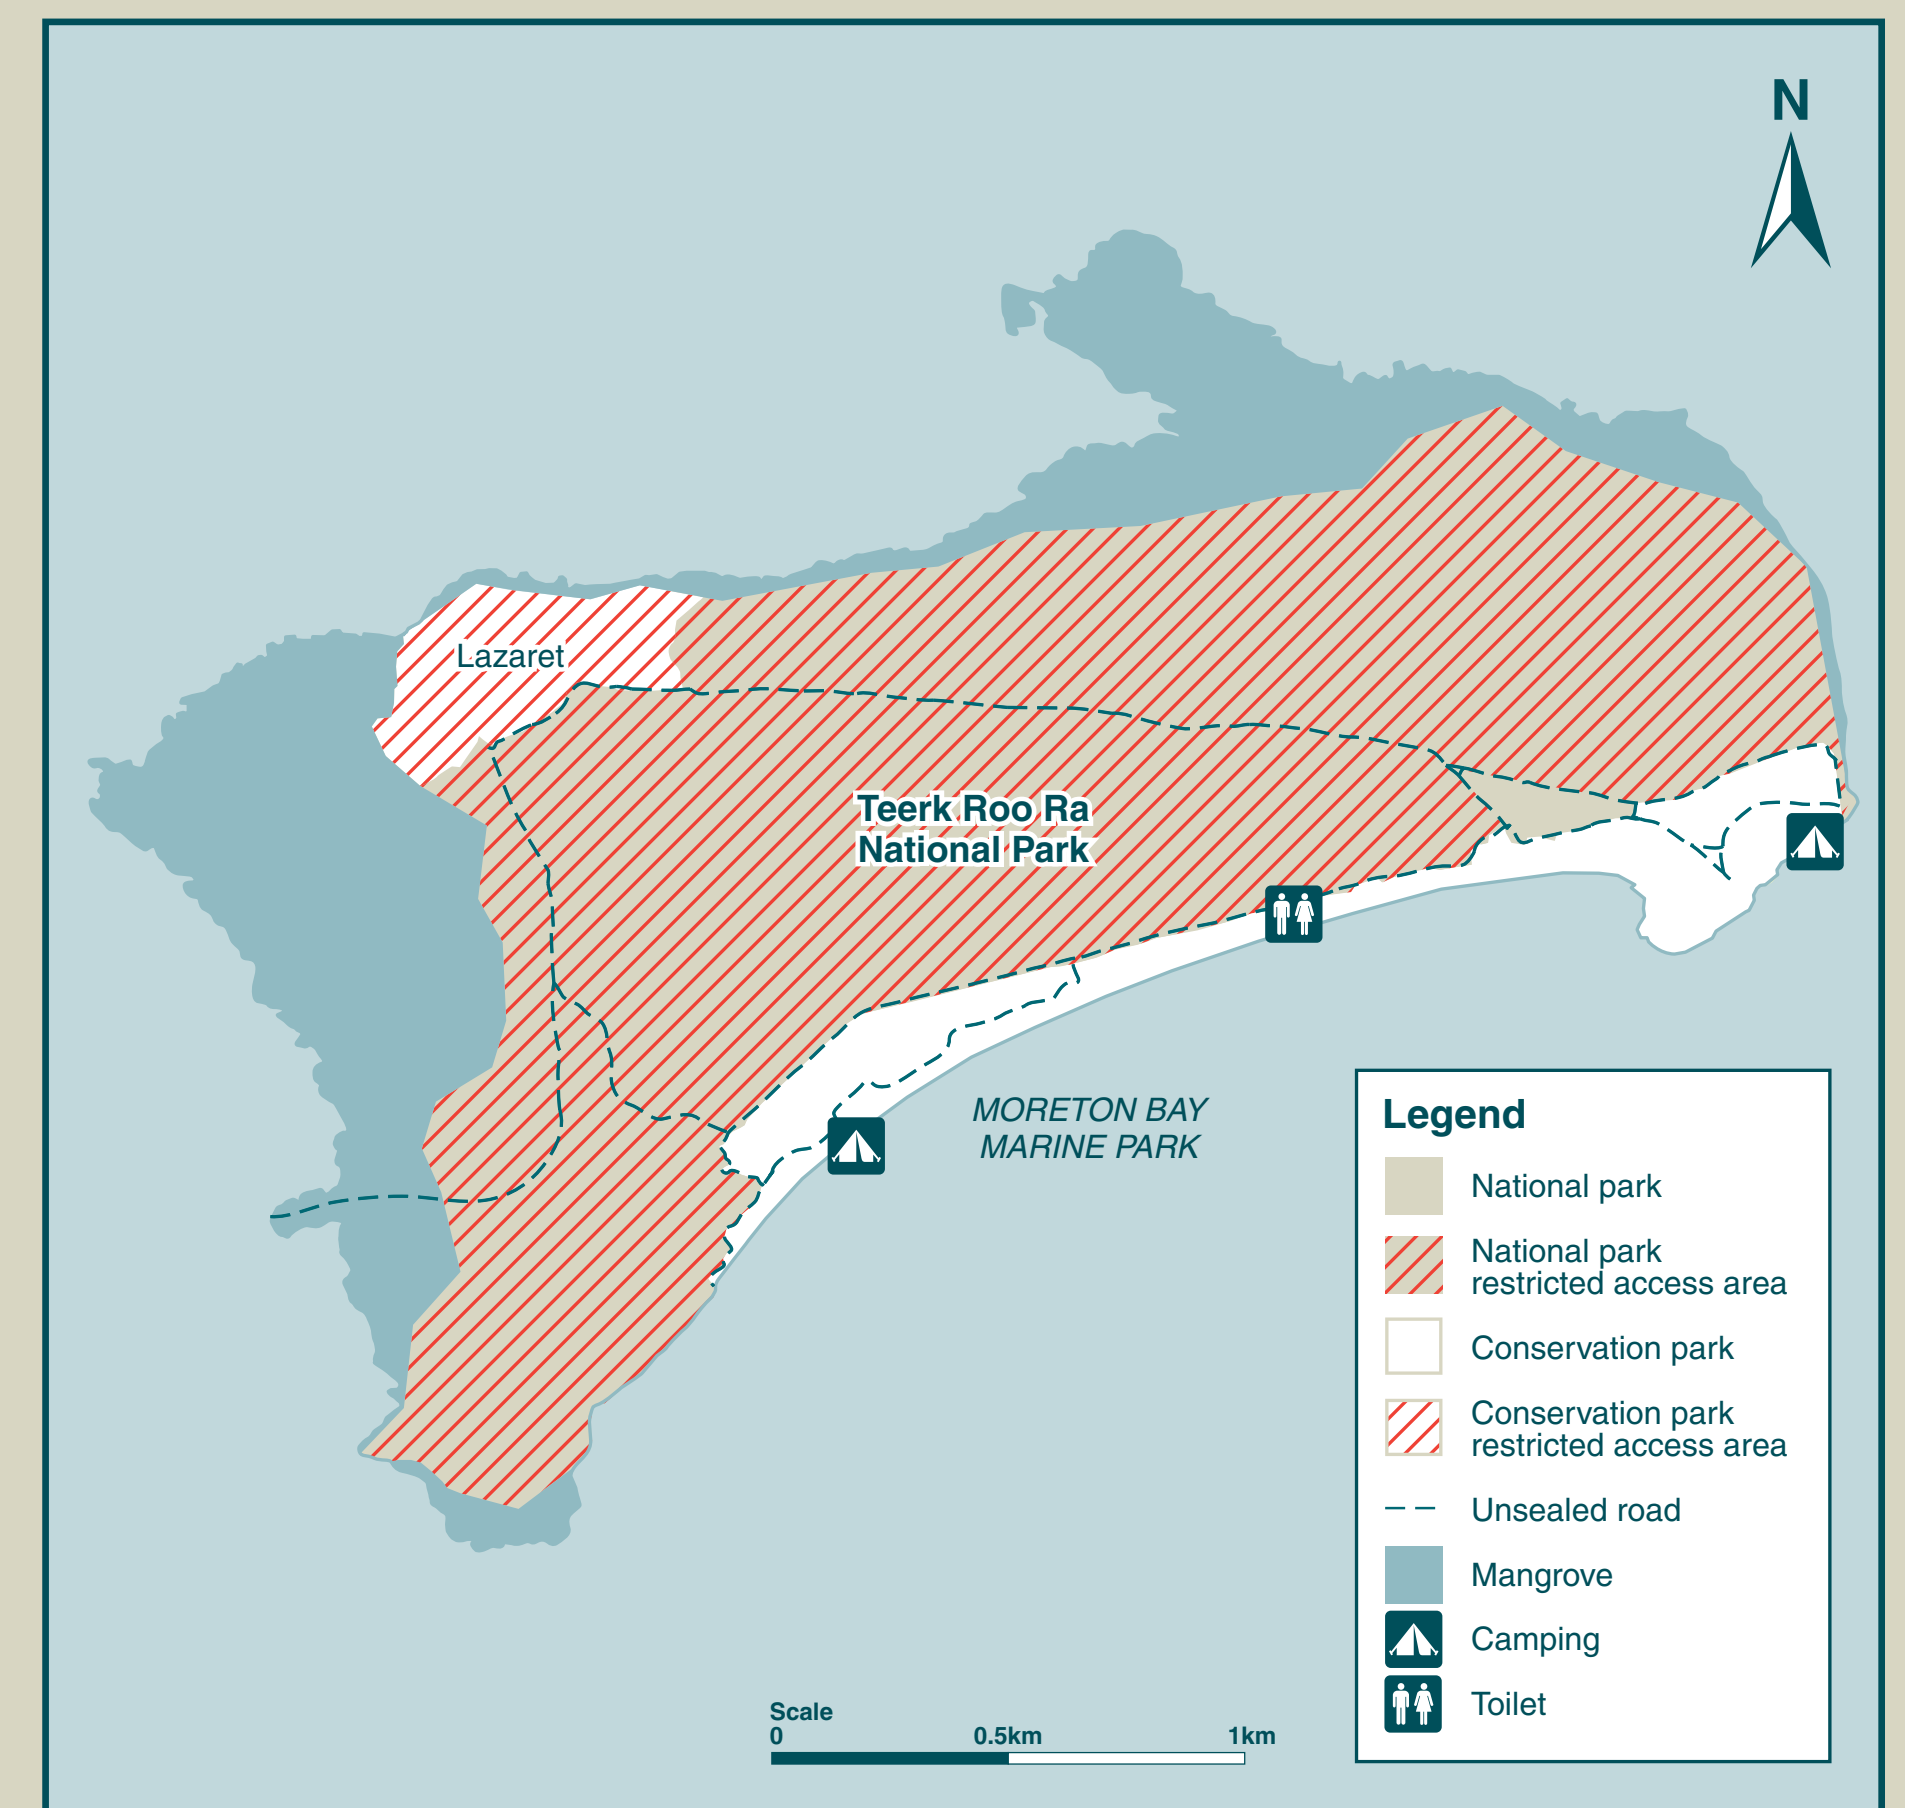 N
Lazaret
Teerk Roo Ra
National Park
MORETON BAY
MARINE PARK
Legend
National park
National park
restricted access area
Conservation park
Conservation park
restricted access area
Unsealed road
Mangrove
Camping
Toilet
Scale
0 0.5km 1km